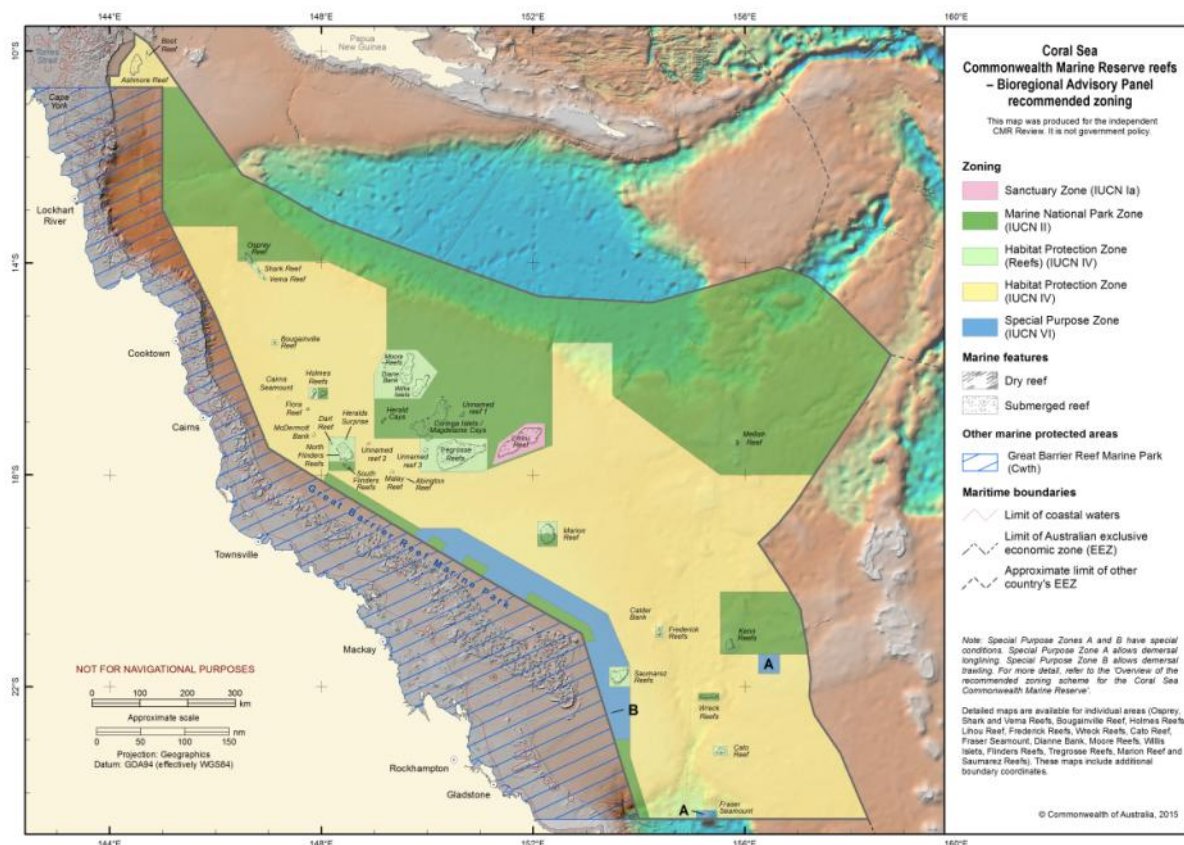 144°E
148°E
152°E
156°E
160°E
10°S
14°S
18°S
22°S
Papua
New Guinea
Torres
Strait
Boot
Reef
Ashmore Reef
Cape
York
Lockhart
River
Osprey
Reef
Shark Reef
Vema Reef
Cooktown
Bougainville
Reef
Moore
Reefs
Diane
Bank
Willis
Islets
Holmes
Reefs
Cairns
Seamount
Flora
Reef
Dart
Reef
Heralds
Surprise
Herald
Cays
Unnamed
reef 1
Coringa Islets /
Magdelaine Cays
Cairns
McDermott
Bank
North
Flinders
Reefs
Unnamed
reef 2
Unnamed
reef 3
Tregrosse
Reefs
Lihou
Reef
Mellish
Reef
South
Flinders
Reefs
Malay
Reef
Abington
Reef
Great Barrier Reef Marine Park
Marion
Reef
Townsville
Calder
Bank
Frederick
Reefs
Kenn
Reefs
Mackay
A
Saumarez
Reefs
B
Wreck
Reefs
Cato
Reef
Rockhampton
Gladstone
A
Fraser
Seamount
NOT FOR NAVIGATIONAL PURPOSES
0 100 200 300
km
Approximate scale
0 50 100 150
nm
Projection: Geographics
Datum: GDA94 (effectively WGS84)
144°E
148°E
152°E
156°E
160°E
Coral Sea
Commonwealth Marine Reserve reefs
– Bioregional Advisory Panel
recommended zoning
This map was produced for the independent
CMR Review. It is not government policy.
Zoning
Sanctuary Zone (IUCN Ia)
Marine National Park Zone
(IUCN II)
Habitat Protection Zone
(Reefs) (IUCN IV)
Habitat Protection Zone
(IUCN IV)
Special Purpose Zone
(IUCN VI)
Marine features
Dry reef
Submerged reef
Other marine protected areas
Great Barrier Reef Marine Park
(Cwth)
Maritime boundaries
Limit of coastal waters
Limit of Australian exclusive
economic zone (EEZ)
Approximate limit of other
country's EEZ
Note: Special Purpose Zones A and B have special
conditions. Special Purpose Zone A allows demersal
longlining. Special Purpose Zone B allows demersal
trawling. For more detail, refer to the 'Overview of the
recommended zoning scheme for the Coral Sea
Commonwealth Marine Reserve'.
Detailed maps are available for individual areas (Osprey,
Shark and Vema Reefs, Bougainville Reef, Holmes Reefs,
Lihou Reef, Frederick Reefs, Wreck Reefs, Cato Reef,
Fraser Seamount, Dianne Bank, Moore Reefs, Willis
Islets, Flinders Reefs, Tregrosse Reefs, Marion Reef and
Saumarez Reefs). These maps include additional
boundary coordinates.
© Commonwealth of Australia, 2015